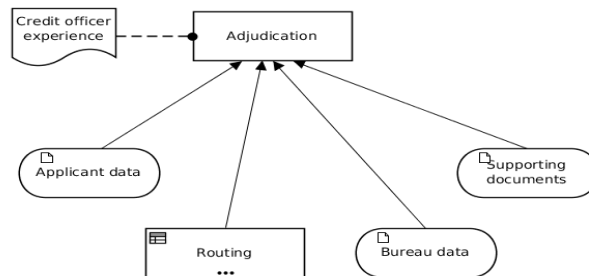 Credit officer
experience
Adjudication
Applicant data
Supporting
documents
Routing
Bureau data